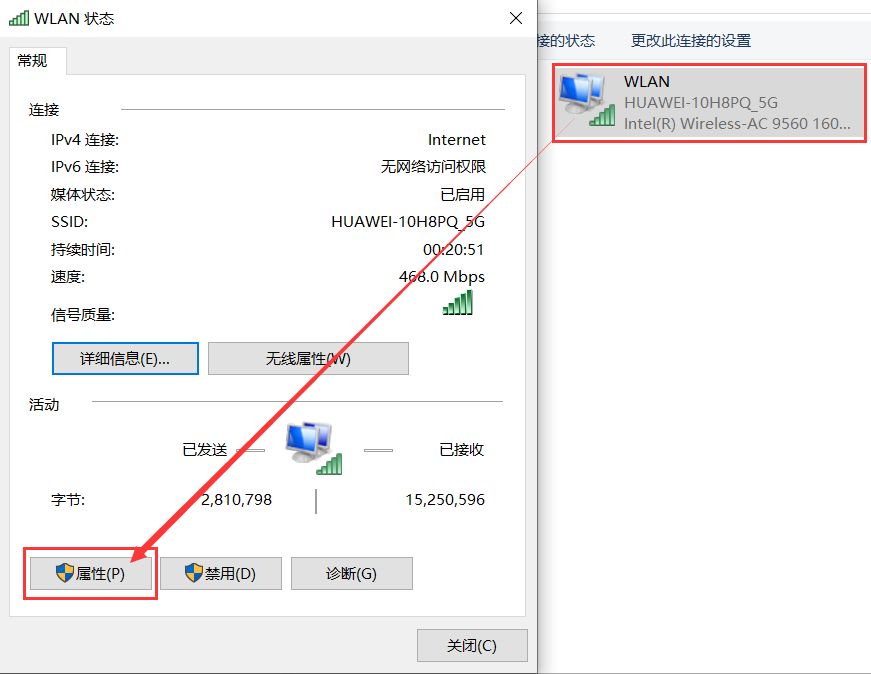 WLAN 状态
常规
连接
IPv4 连接: Internet
IPv6 连接: 无网络访问权限
媒体状态: 已启用
SSID: HUAWEI-10H8PQ_5G
持续时间: 00:20:51
速度: 468.0 Mbps
信号质量:
详细信息(E)... 无线属性(W)
活动
已发送 已接收
字节: 2,810,798 15,250,596
属性(P) 禁用(D) 诊断(G)
关闭(C)
接的状态 更改此连接的设置
WLAN
HUAWEI-10H8PQ_5G
Intel(R) Wireless-AC 9560 160...